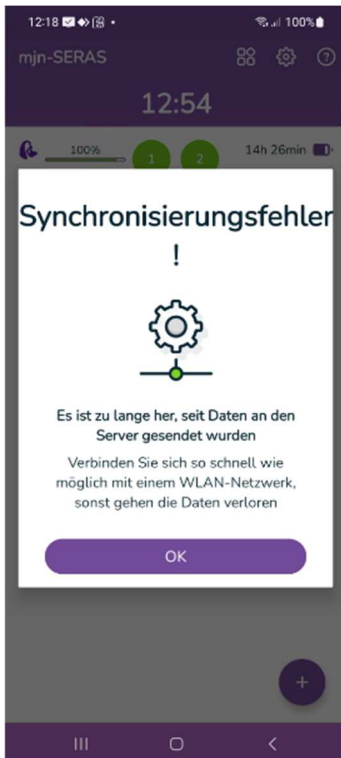 12:18 100%
mjn-SERAS
12:54
100% 1 2 14h 26min
Synchronisierungsfehler
!
Es ist zu lange her, seit Daten an den
Server gesendet wurden
Verbinden Sie sich so schnell wie
möglich mit einem WLAN-Netzwerk,
sonst gehen die Daten verloren
OK
+